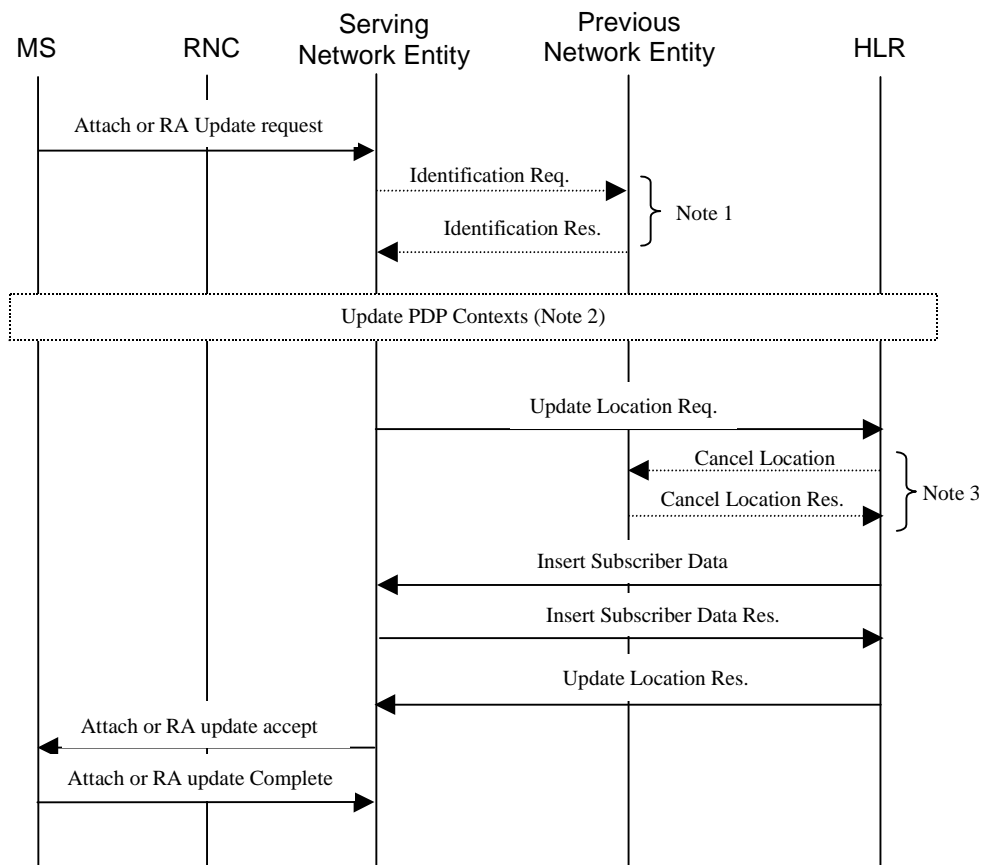 MS
RNC
Serving
Network Entity
Previous
Network Entity
HLR
Attach or RA Update request
Identification Req.
Note 1
Identification Res.
Update PDP Contexts (Note 2)
Update Location Req.
Cancel Location
Note 3
Cancel Location Res.
Insert Subscriber Data
Insert Subscriber Data Res.
Update Location Res.
Attach or RA update accept
Attach or RA update Complete